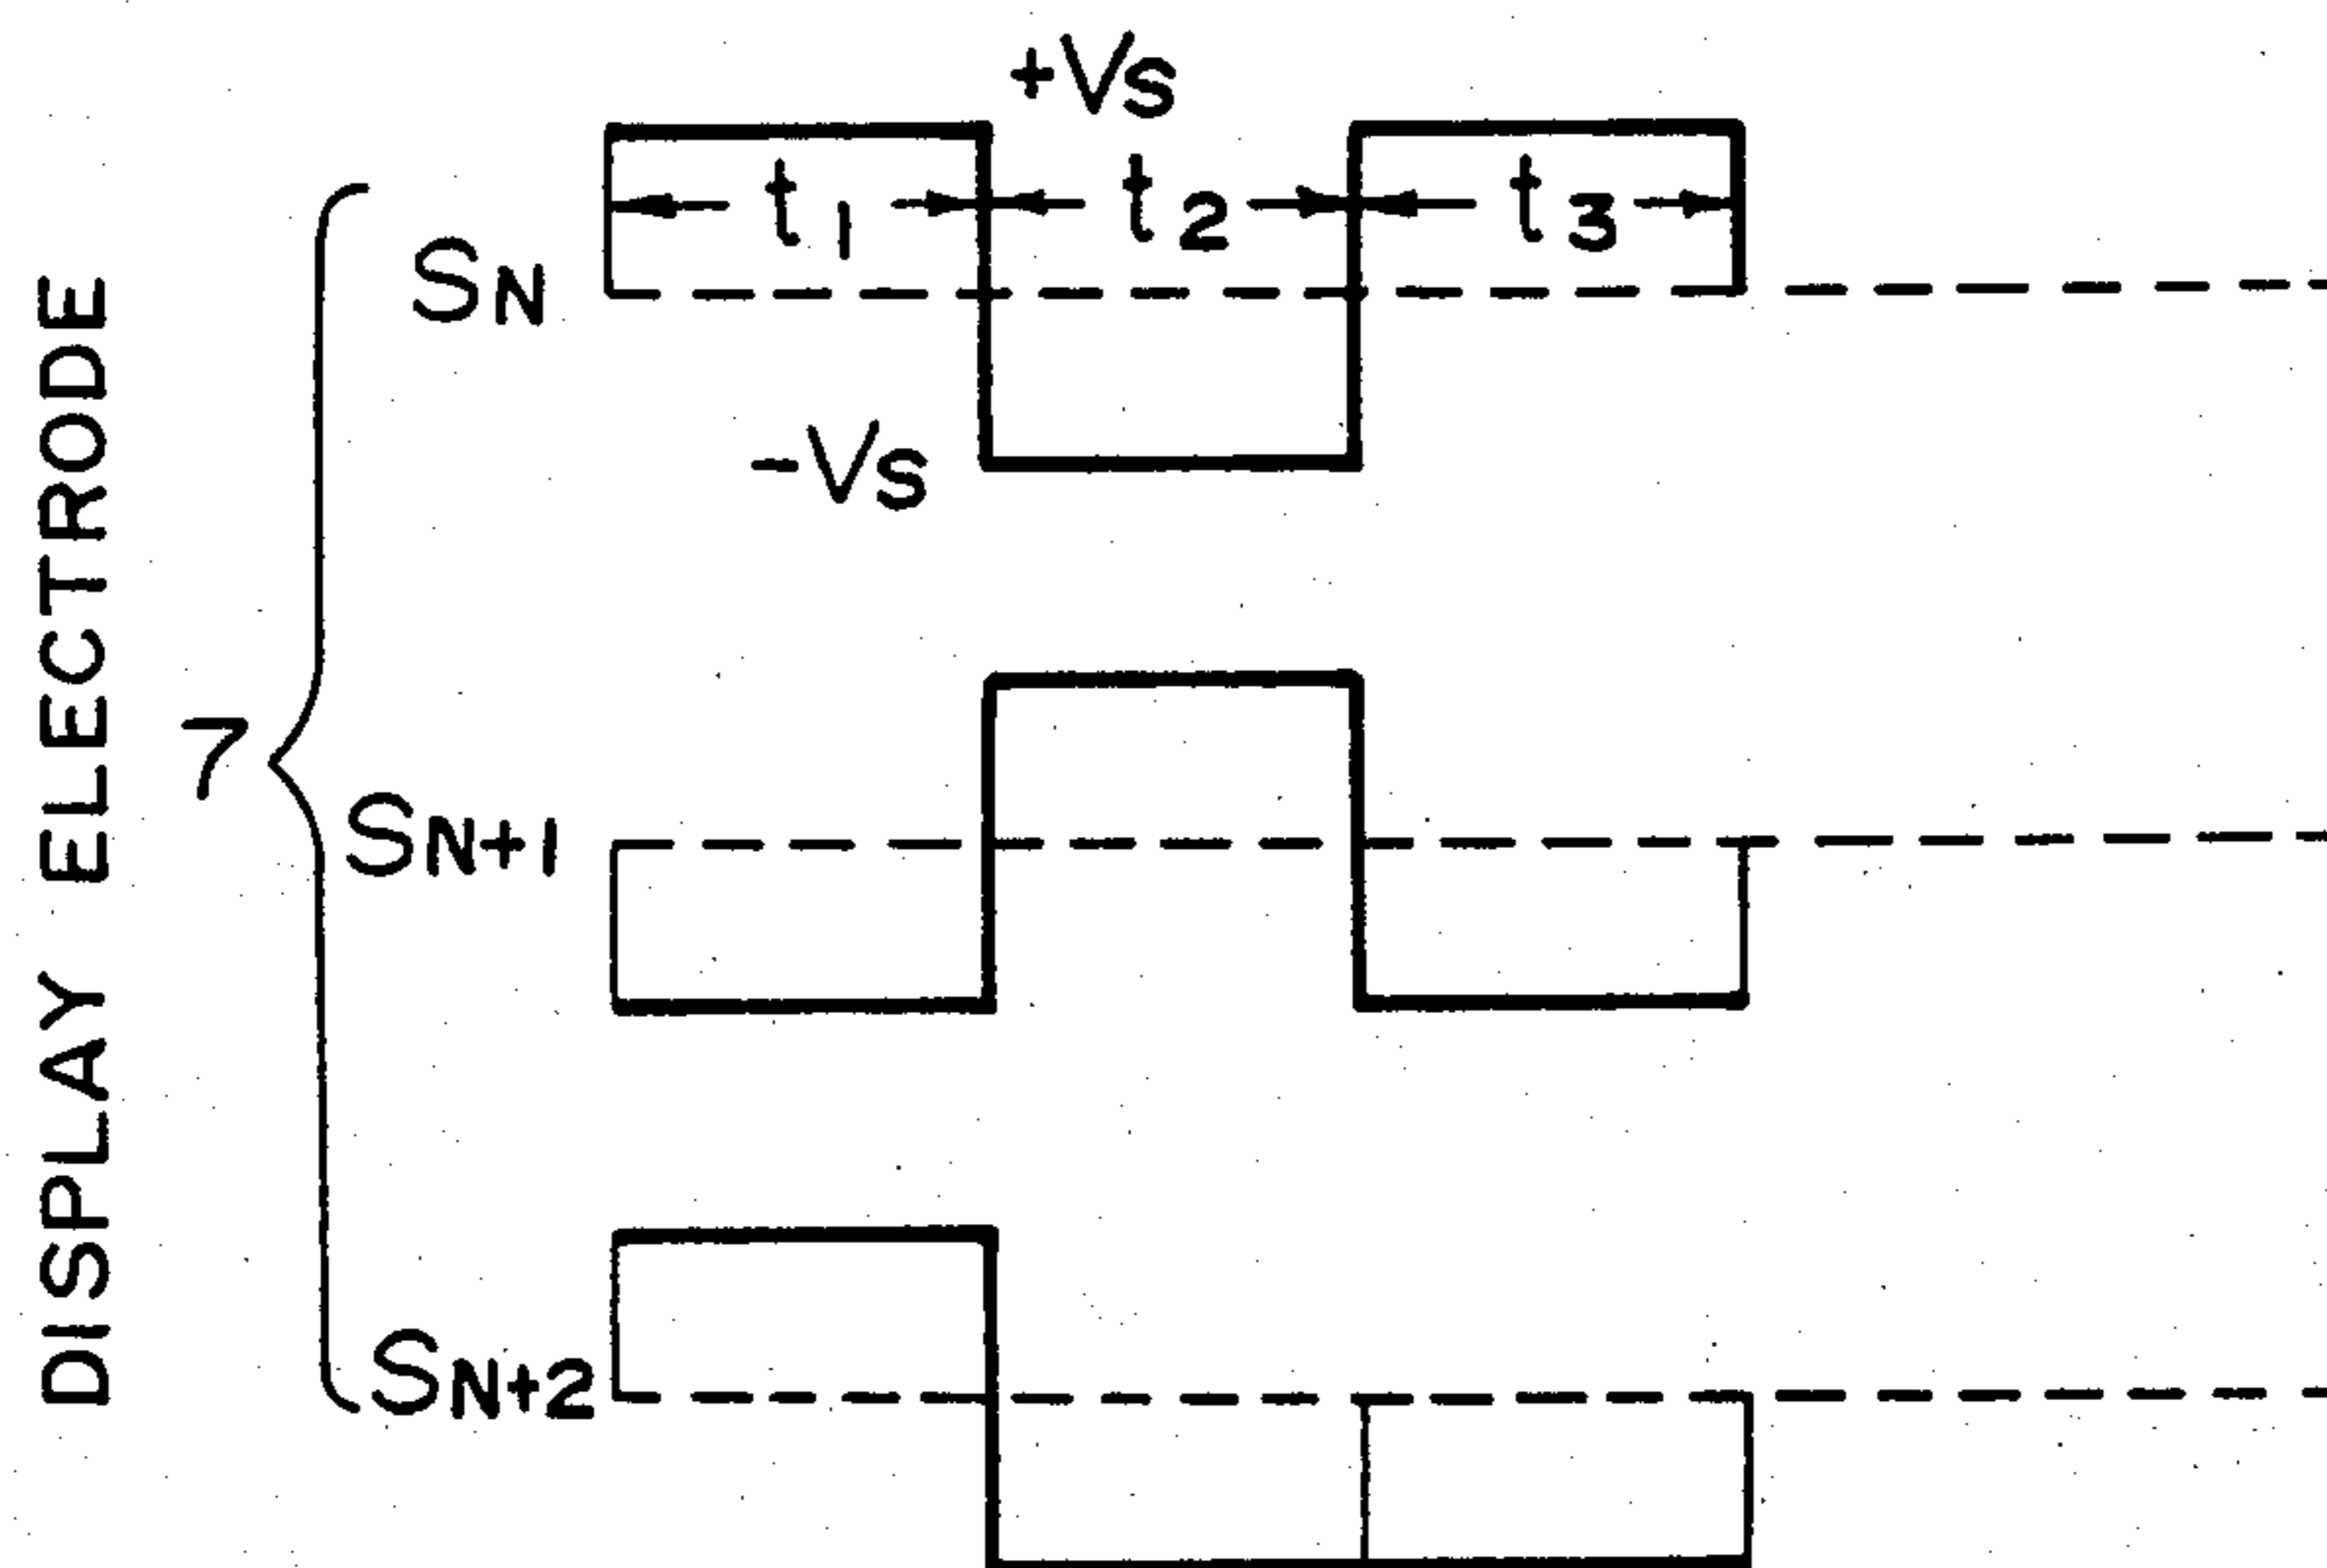 DISPLAY ELECTRODE
7
+Vs
t1
t2
t3
SN
-Vs
SN+1
SN+2